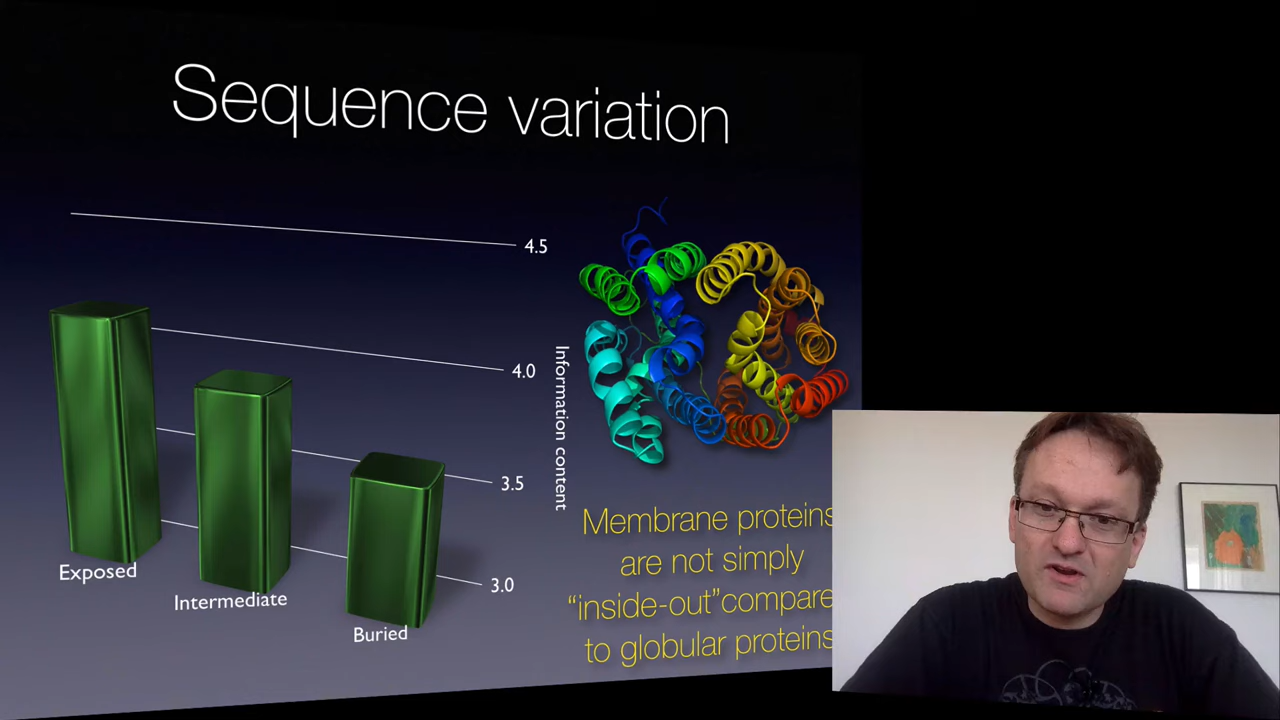 Sequence variation
4.5
4.0
3.5
3.0
Information content
Exposed
Intermediate
Buried
Membrane proteins
are not simply
“inside-out”compare
to globular proteins